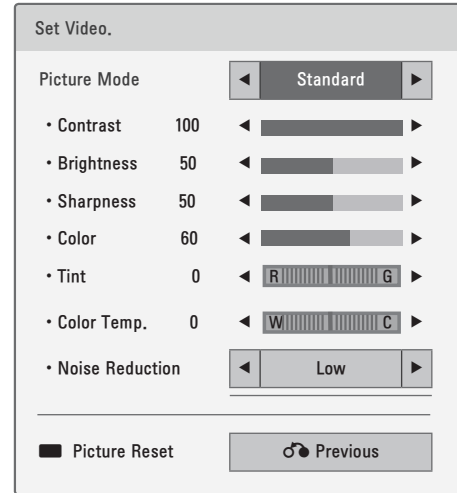 Set Video.
Picture Mode Standard
• Contrast 100
• Brightness 50
• Sharpness 50
• Color 60
• Tint 0 R G
• Color Temp. 0 W C
• Noise Reduction Low
Picture Reset Previous